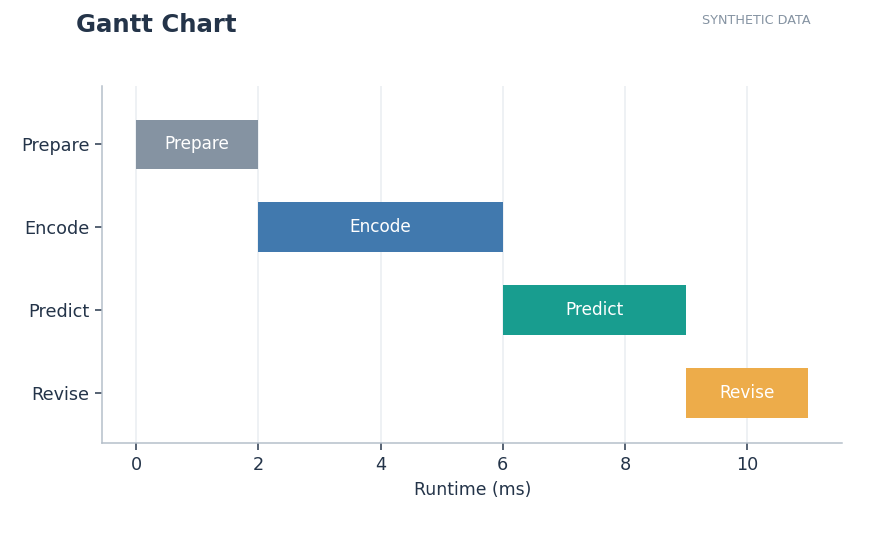 Gantt Chart
SYNTHETIC DATA
Prepare
Prepare
Encode
Encode
Predict
Predict
Revise
Revise
0 2 4 6 8 10
Runtime (ms)